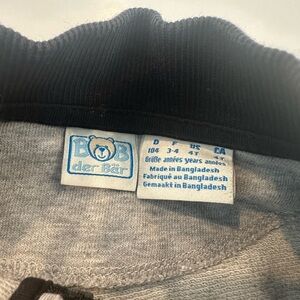 BOB
der Bär
D F US CA
104 3-4 4T 4T
Größe années years années
Made in Bangladesh
Fabriqué au Bangladesh
Gemaakt in Bangladesh